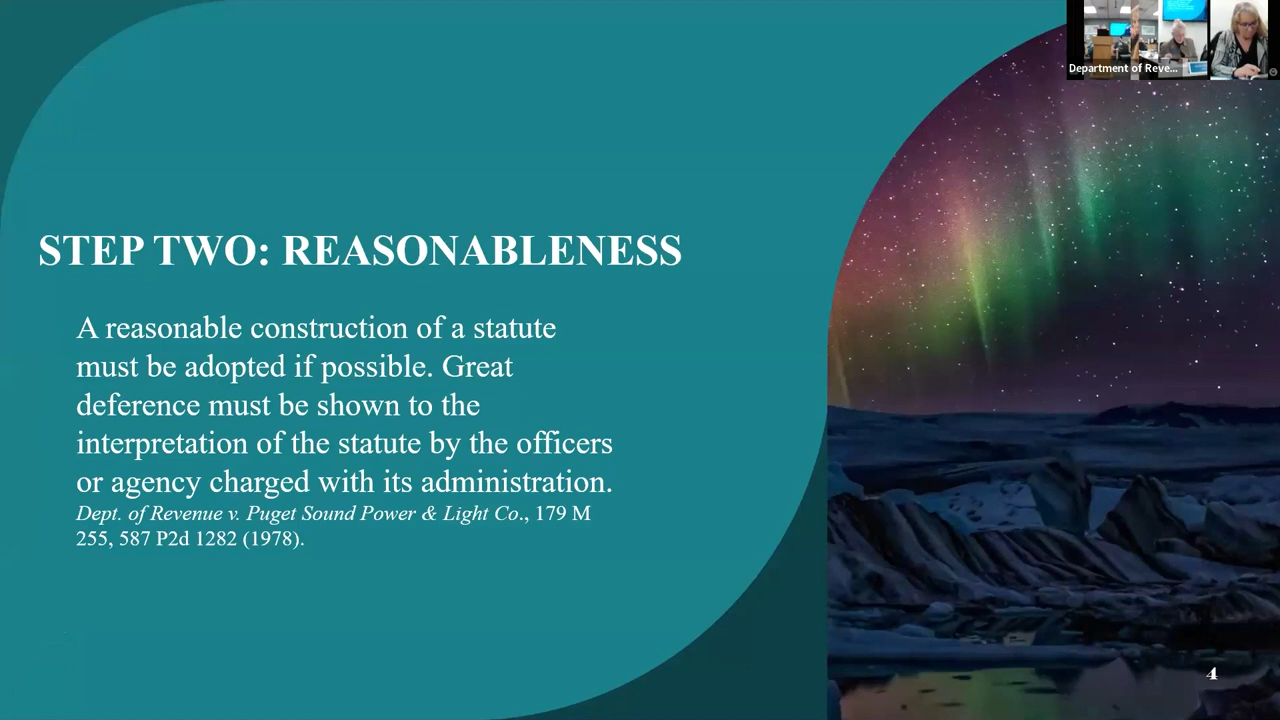 Department of Reve...
STEP TWO: REASONABLENESS
A reasonable construction of a statute
must be adopted if possible. Great
deference must be shown to the
interpretation of the statute by the officers
or agency charged with its administration.
Dept. of Revenue v. Puget Sound Power & Light Co., 179 M
255, 587 P2d 1282 (1978).
4